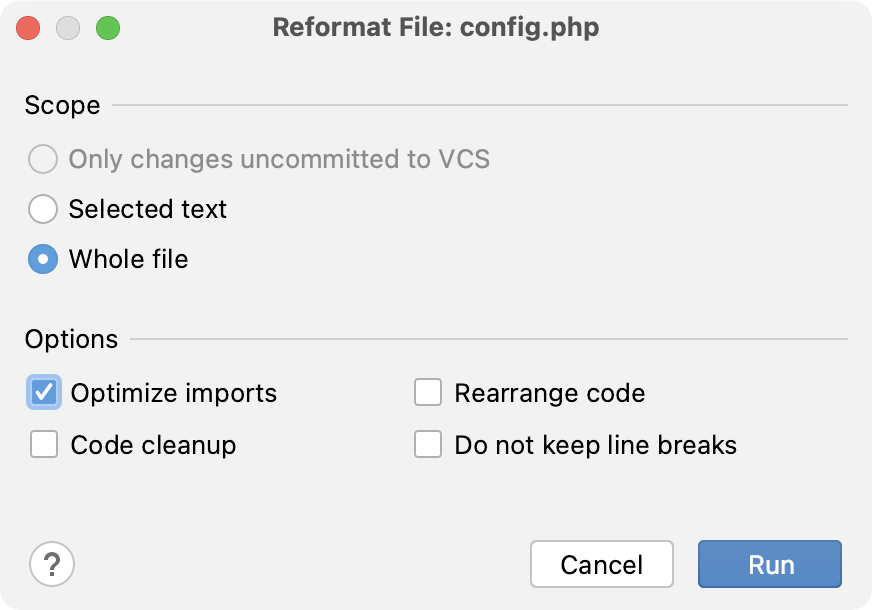 Reformat File: config.php
Scope
Only changes uncommitted to VCS
Selected text
Whole file
Options
Optimize imports
Rearrange code
Code cleanup
Do not keep line breaks
?
Cancel
Run